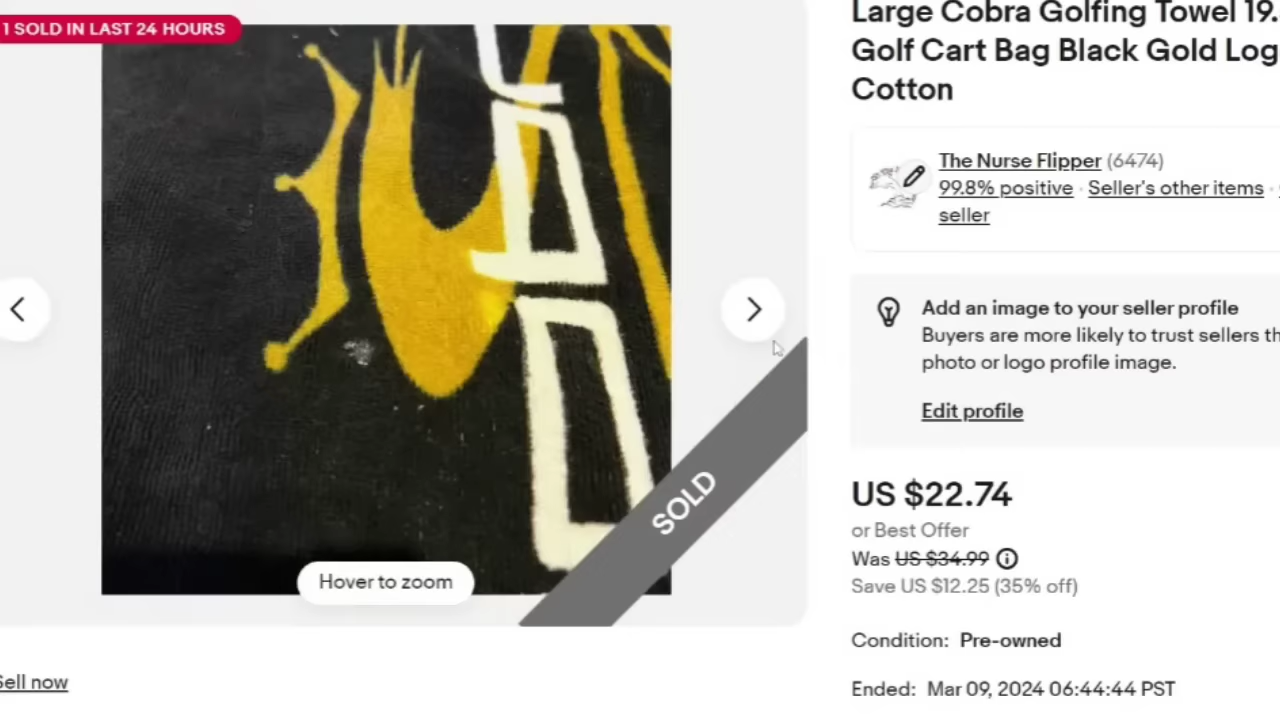 1 SOLD IN LAST 24 HOURS
Large Cobra Golfing Towel 19.
Golf Cart Bag Black Gold Log
Cotton
The Nurse Flipper (6474)
99.8% positive · Seller's other items ·
seller
Add an image to your seller profile
Buyers are more likely to trust sellers th
photo or logo profile image.
Edit profile
SOLD
US $22.74
or Best Offer
Was US $34.99
Save US $12.25 (35% off)
Hover to zoom
Condition: Pre-owned
Sell now
Ended: Mar 09, 2024 06:44:44 PST